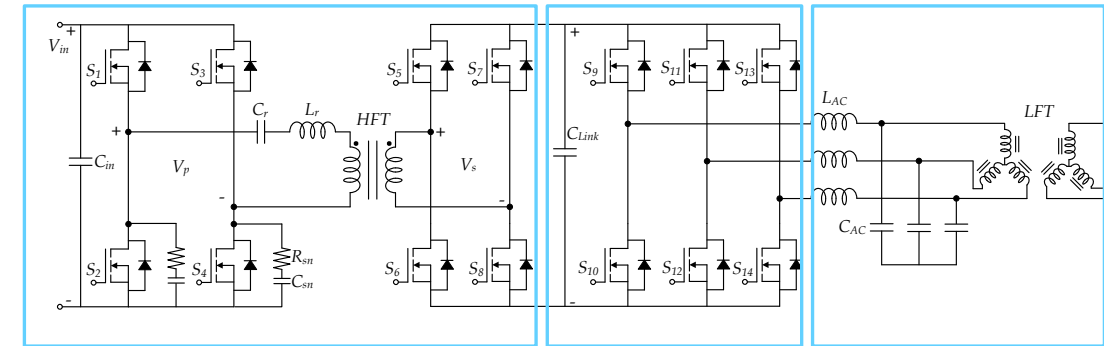 V_in
+
S_1
S_3
C_in
+
V_p
-
S_2
S_4
-
C_r
L_r
HFT
R_sn
C_sn
S_5
S_7
+
V_s
-
S_6
S_8
+
C_Link
-
S_9
S_11
S_13
S_10
S_12
S_14
L_AC
LFT
C_AC